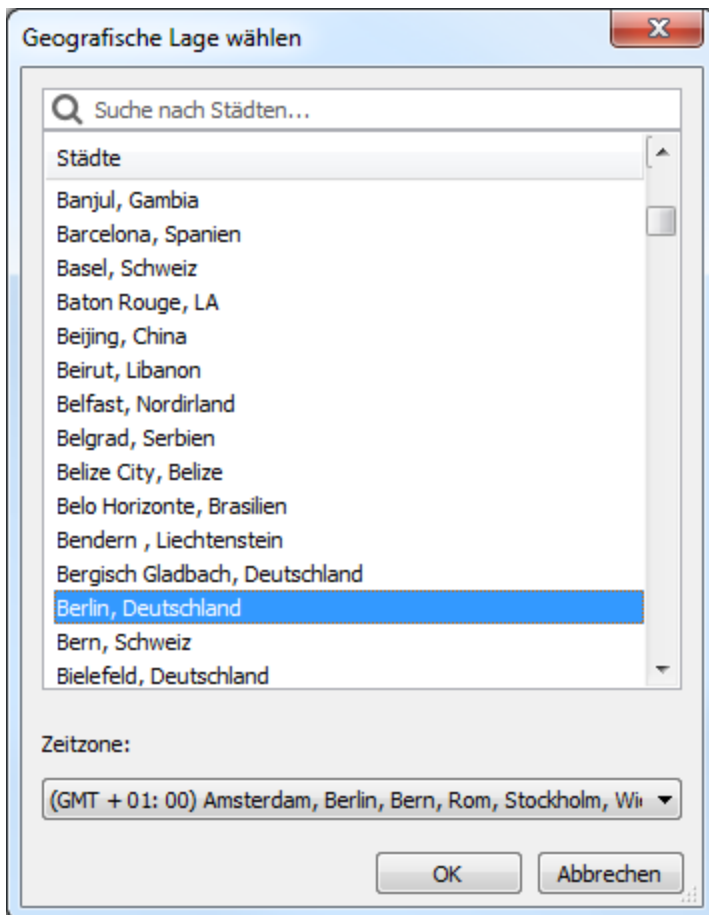 Geografische Lage wählen
Suche nach Städten...
Städte
Banjul, Gambia
Barcelona, Spanien
Basel, Schweiz
Baton Rouge, LA
Beijing, China
Beirut, Libanon
Belfast, Nordirland
Belgrad, Serbien
Belize City, Belize
Belo Horizonte, Brasilien
Bendern , Liechtenstein
Bergisch Gladbach, Deutschland
Berlin, Deutschland
Bern, Schweiz
Bielefeld, Deutschland
Zeitzone:
(GMT + 01: 00) Amsterdam, Berlin, Bern, Rom, Stockholm,
OK Abbrechen